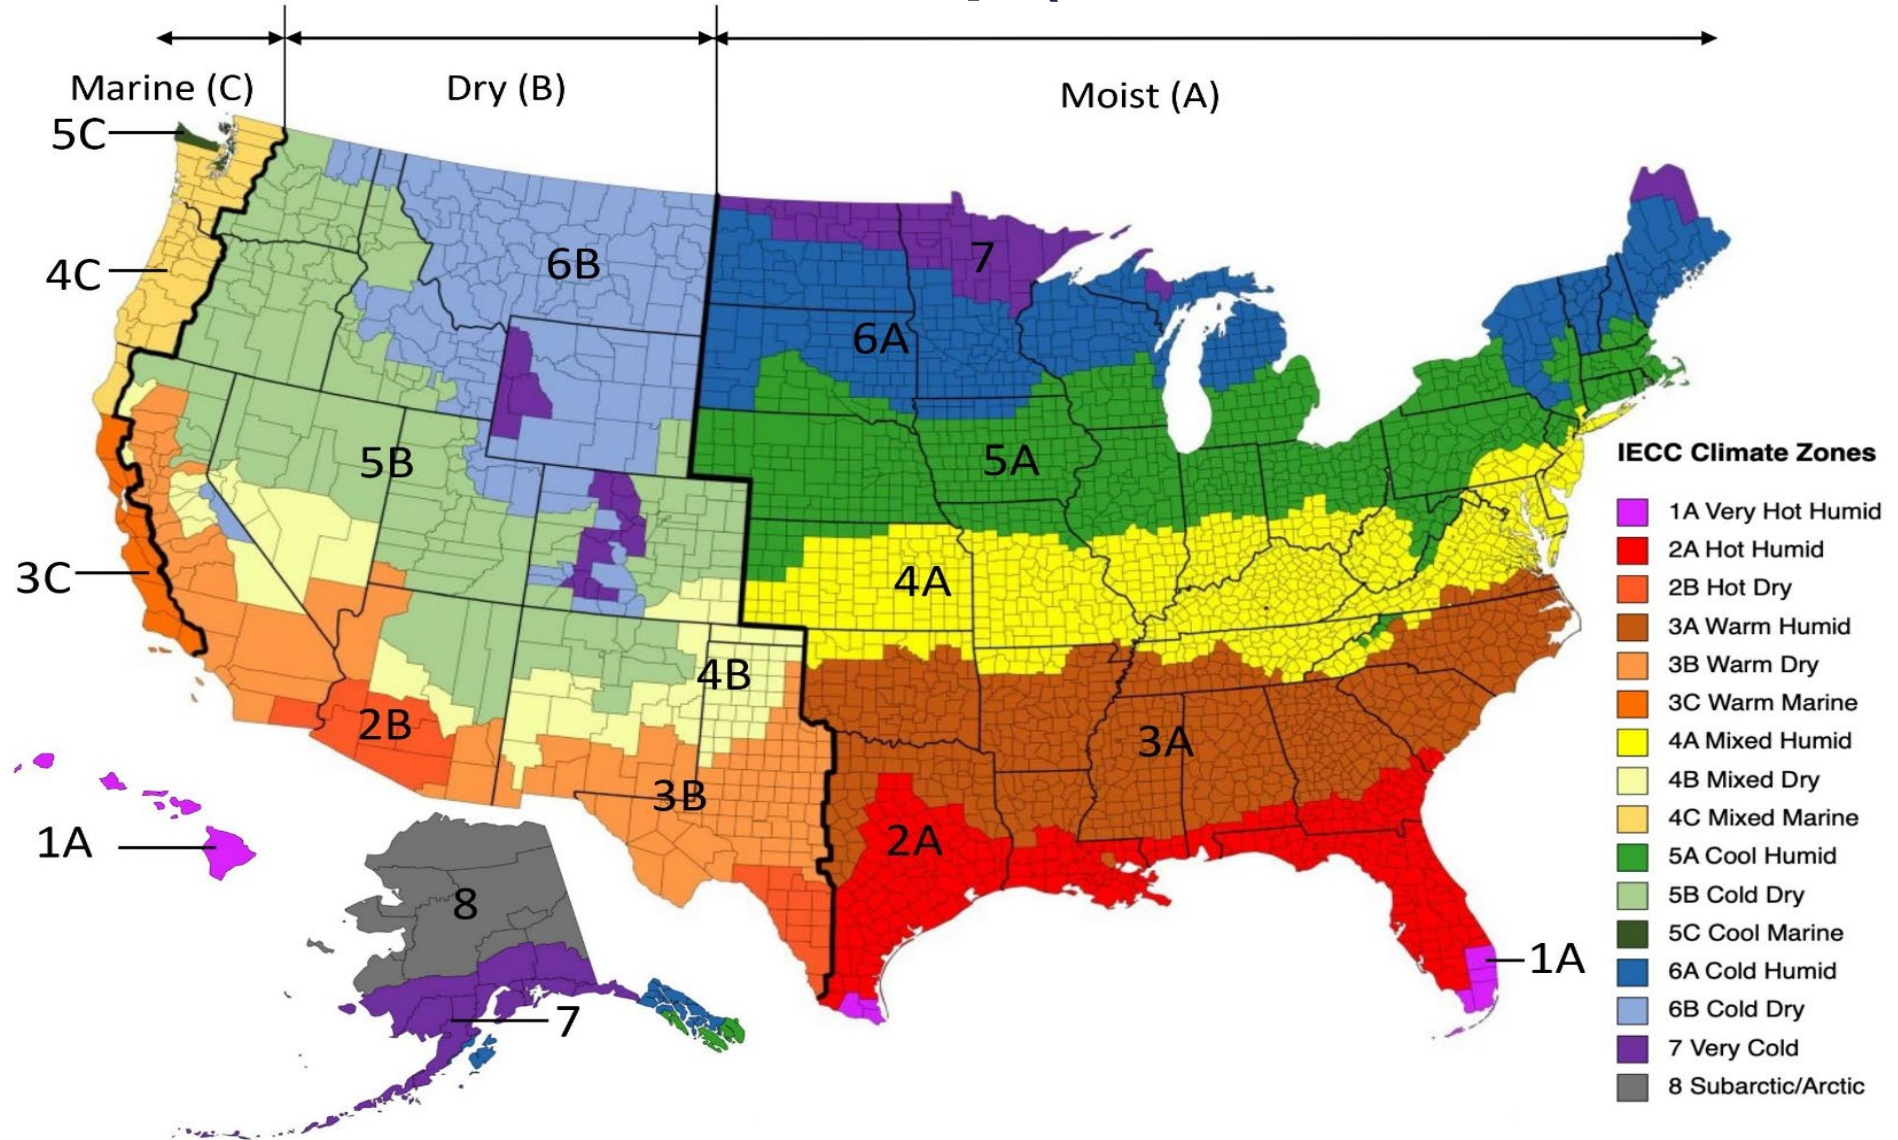 Marine (C)
Dry (B)
Moist (A)
5C
4C
6B
7
6A
5B
5A
3C
4A
4B
2B
3A
3B
2A
1A
8
7
1A
IECC Climate Zones
1A Very Hot Humid
2A Hot Humid
2B Hot Dry
3A Warm Humid
3B Warm Dry
3C Warm Marine
4A Mixed Humid
4B Mixed Dry
4C Mixed Marine
5A Cool Humid
5B Cold Dry
5C Cool Marine
6A Cold Humid
6B Cold Dry
7 Very Cold
8 Subarctic/Arctic